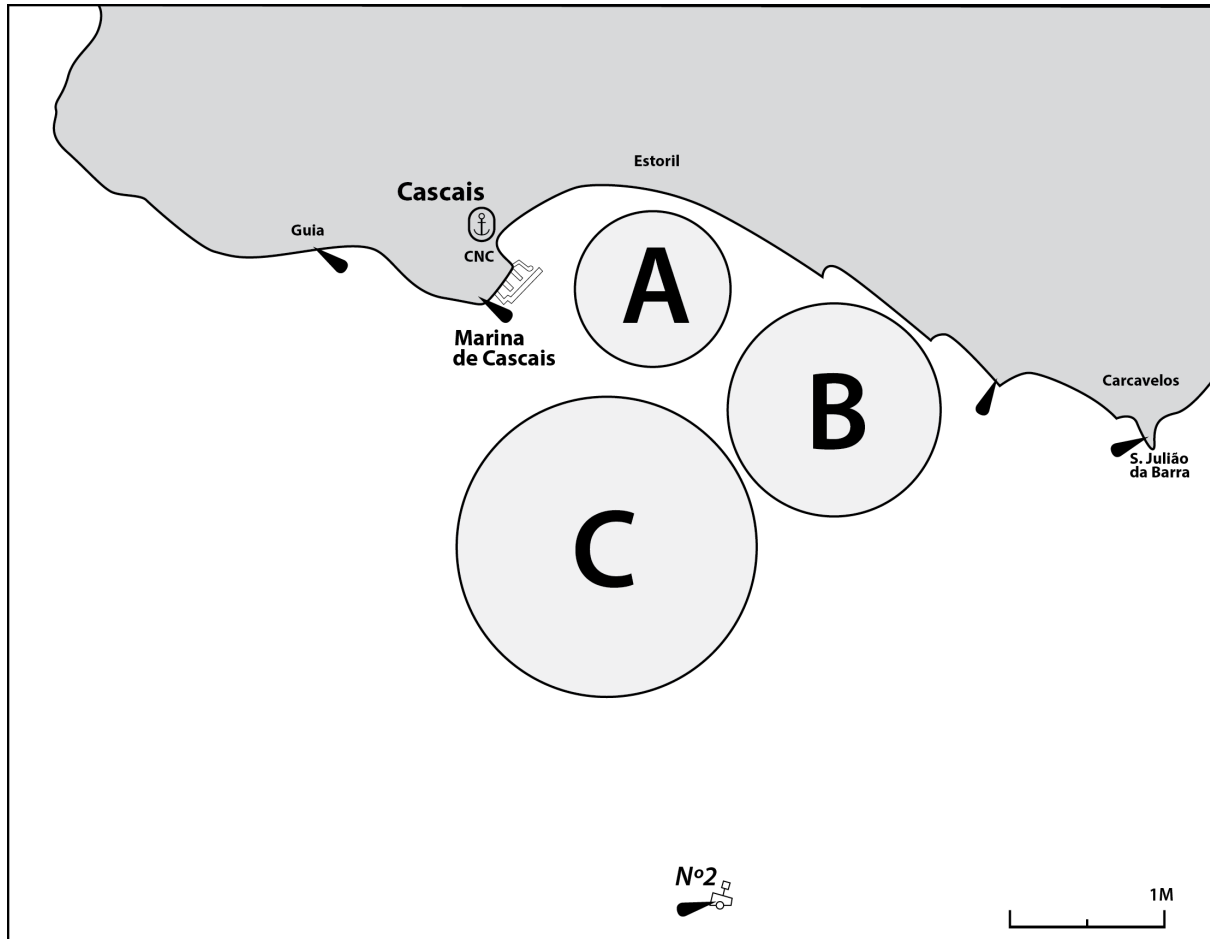 Estoril
Cascais
Guia
CNC
A
Marina
de Cascais
B
Carcavelos
S. Julião
da Barra
C
Nº2
1M